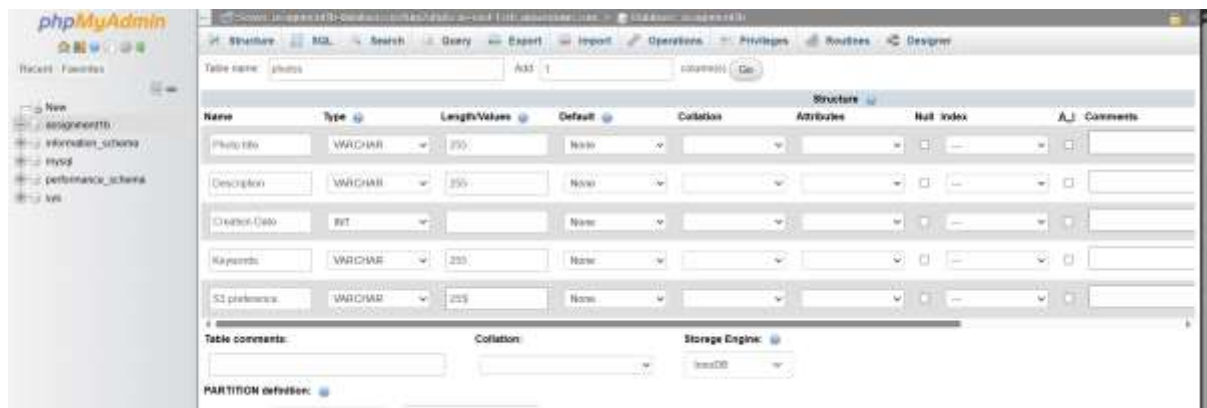 phpMyAdmin
Structure SQL Search Query Export Import Operations Privileges Routines Designer
Recent Favorites
Table name: photos Add 1 column(s) Go
New
assignment1b
information_schema
mysql
performance_schema
sys
Structure
Name Type Length/Values Default Collation Attributes Null Index A_I Comments
Photo title VARCHAR 255 None ---
Description VARCHAR 255 None ---
Creation Date INT None ---
Keywords VARCHAR 255 None ---
S3 preference VARCHAR 255 None ---
Table comments: Collation: Storage Engine:
InnoDB
PARTITION definition: